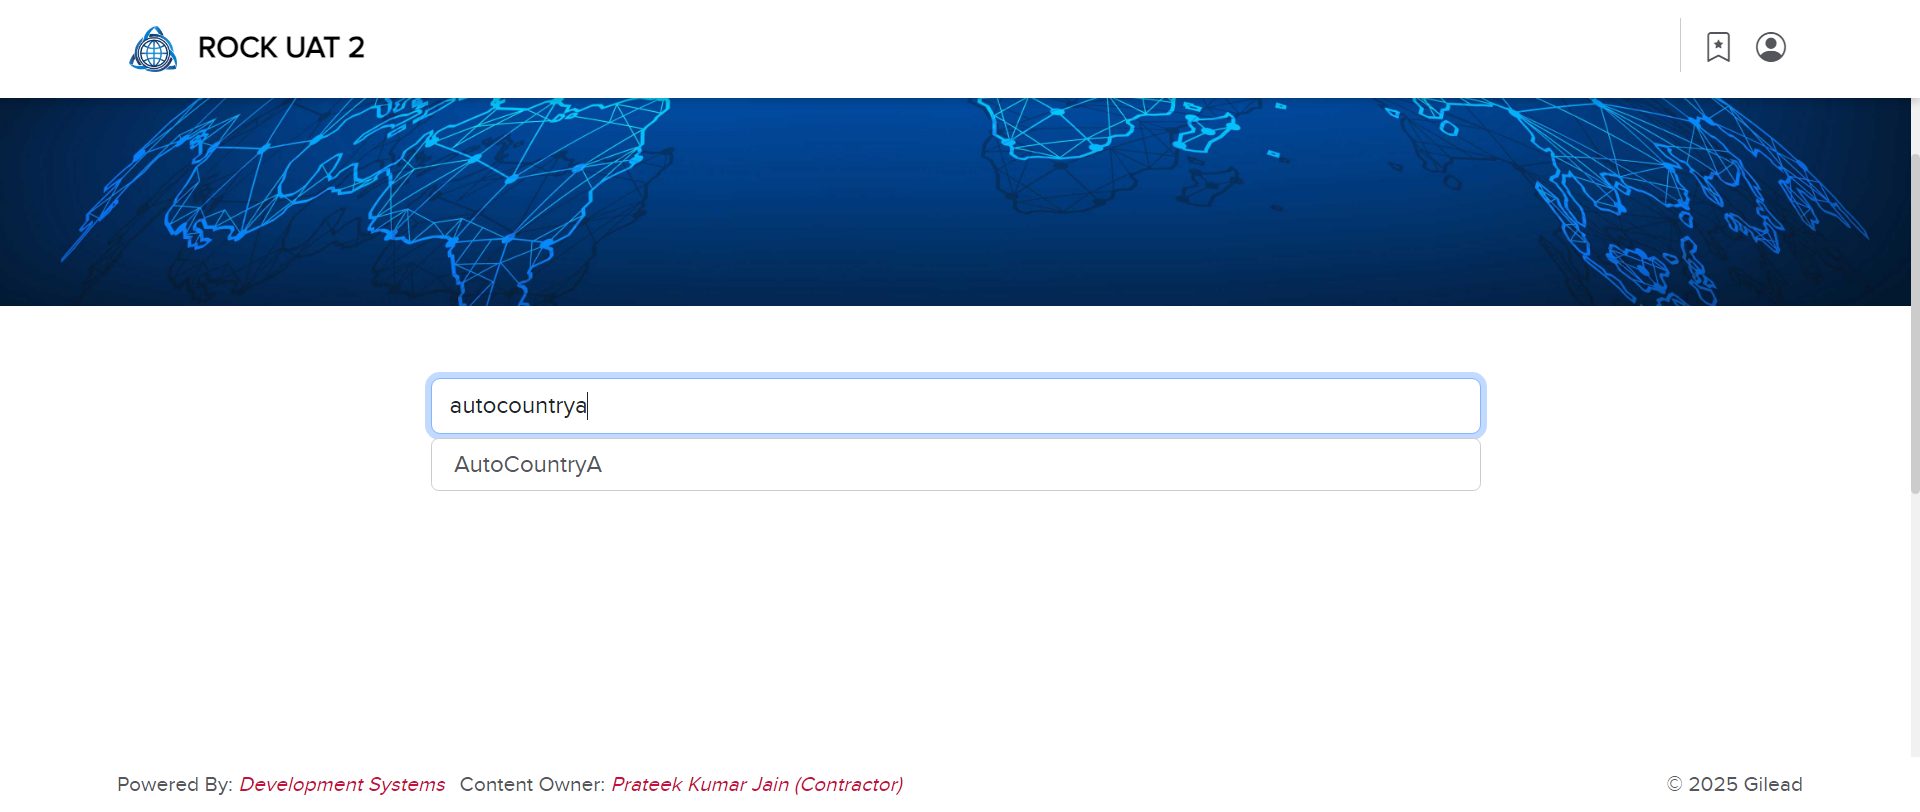 ROCK UAT 2
autocountrya
AutoCountryA
Powered By: Development Systems Content Owner: Prateek Kumar Jain (Contractor) © 2025 Gilead